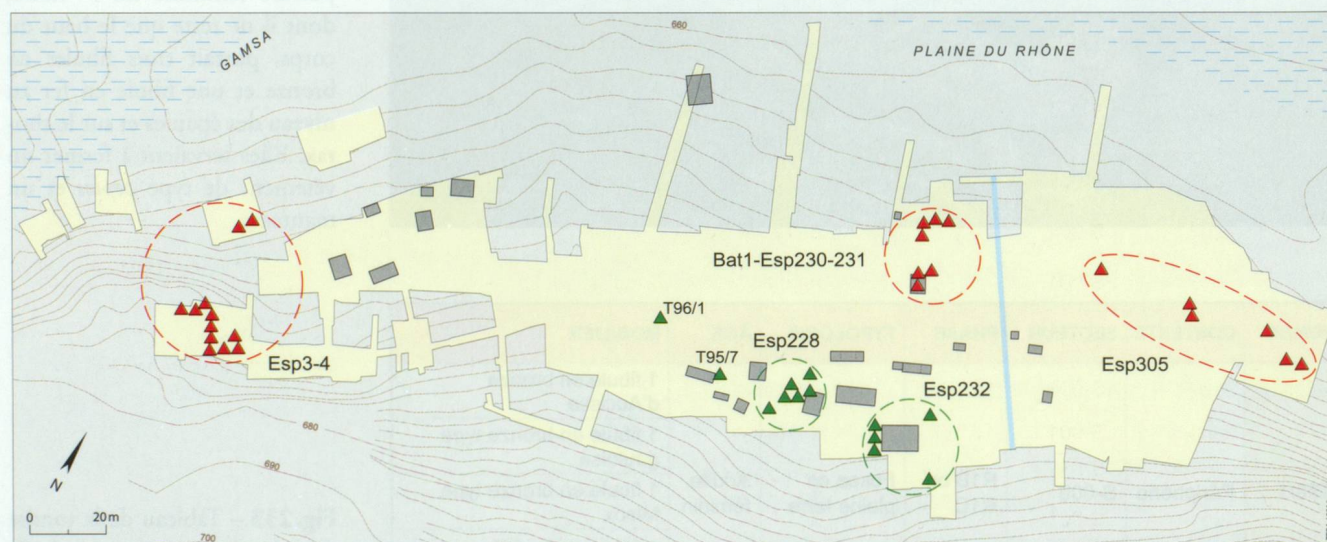 GAMSA
660
PLAINE DU RHÔNE
Bat1-Esp230-231
T96/1
Esp228
T95/7
Esp3-4
Esp232
Esp305
680
690
N
0 20 m
700